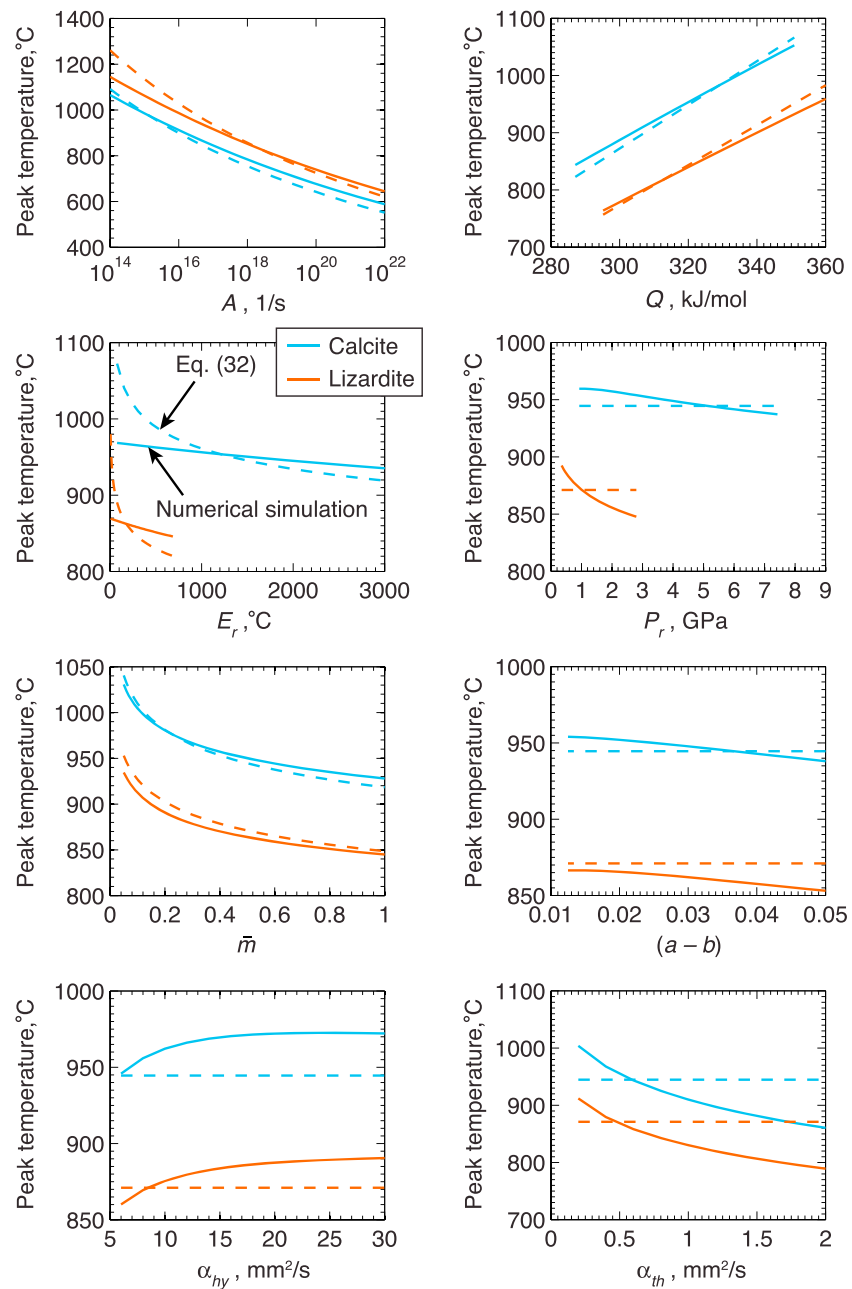 Peak temperature,°C
1400
1200
1000
800
600
400
10^14 10^16 10^18 10^20 10^22
A , 1/s
Peak temperature,°C
1100
1000
900
800
700
280 300 320 340 360
Q , kJ/mol
Peak temperature,°C
1100
1000
900
800
0 1000 2000 3000
E_r ,°C
Eq. (32)
Numerical simulation
Calcite
Lizardite
Peak temperature,°C
1000
950
900
850
800
0 1 2 3 4 5 6 7 8 9
P_r , GPa
Peak temperature,°C
1050
1000
950
900
850
800
0 0.2 0.4 0.6 0.8 1
m̄
Peak temperature,°C
1000
950
900
850
0.01 0.02 0.03 0.04 0.05
(a – b)
Peak temperature,°C
1000
950
900
850
5 10 15 20 25 30
α_hy , mm²/s
Peak temperature,°C
1100
1000
900
800
700
0 0.5 1 1.5 2
α_th , mm²/s